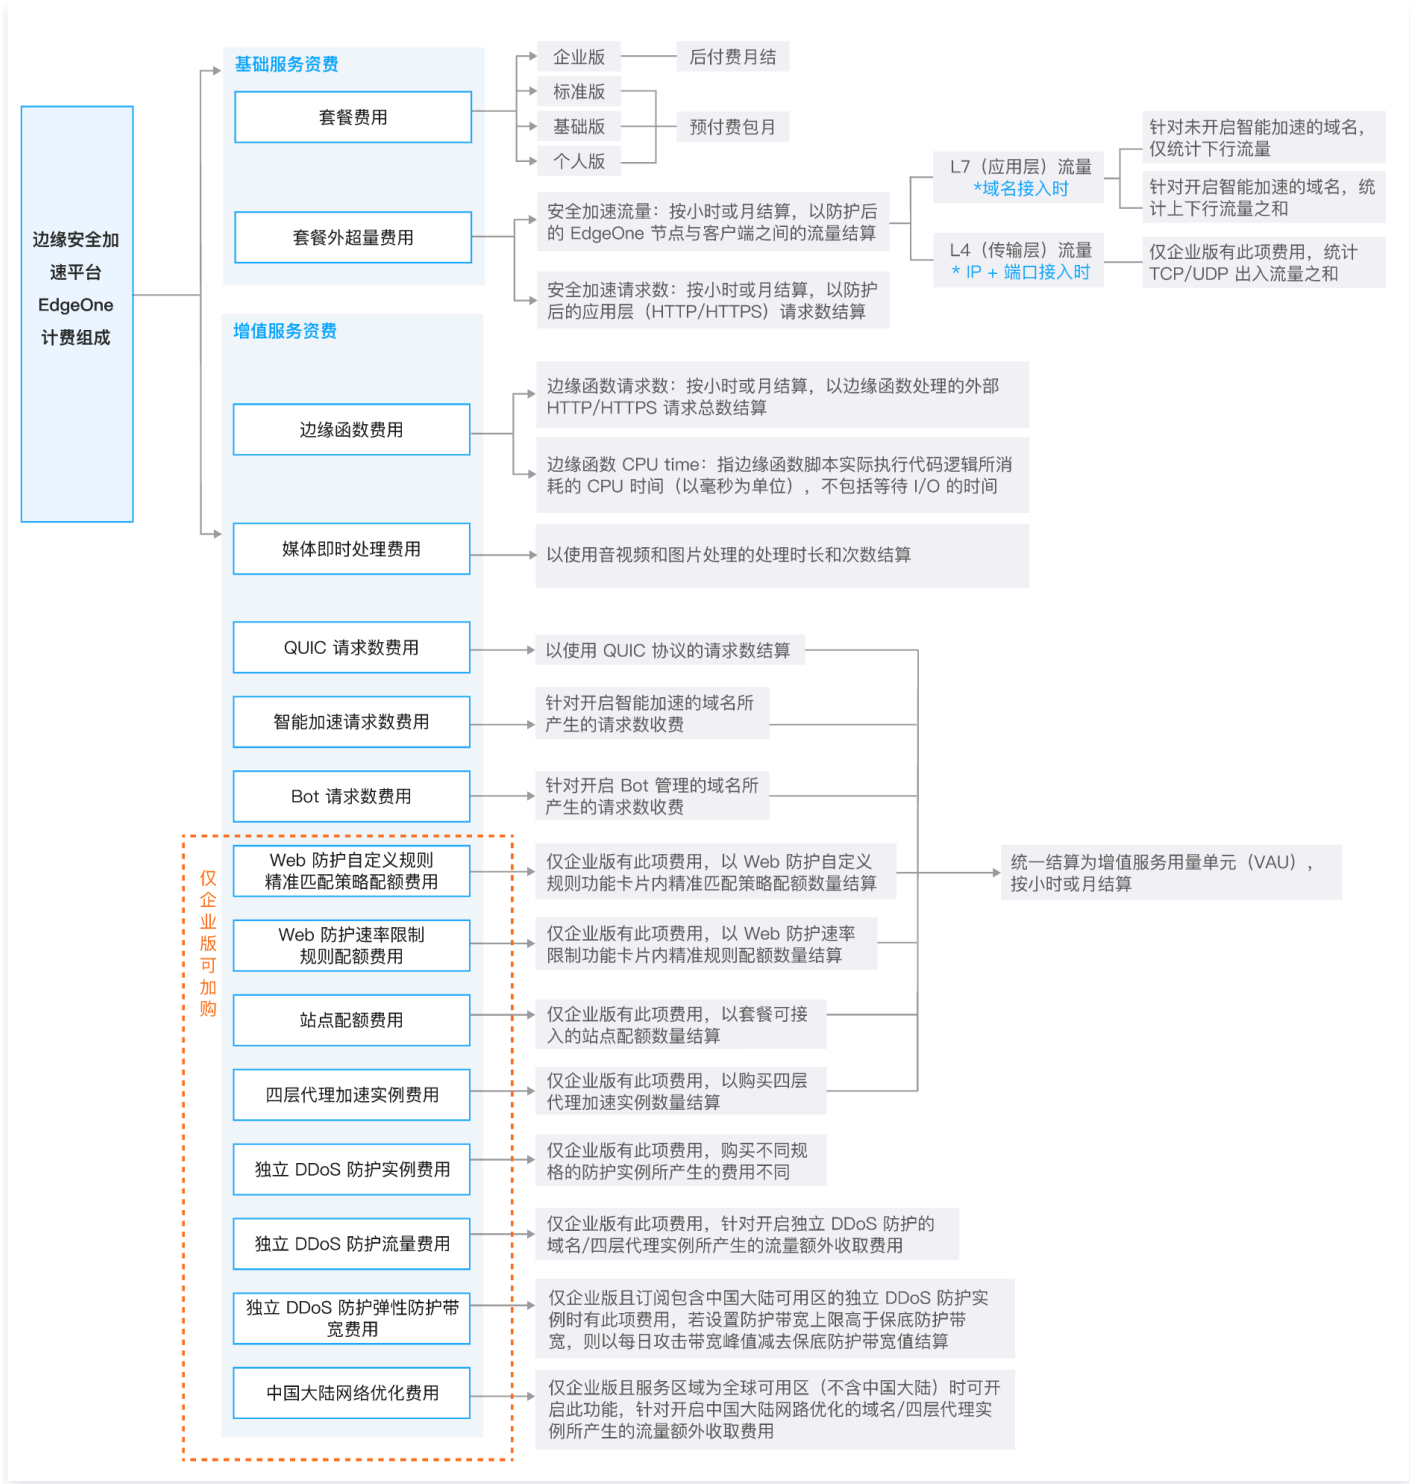 边缘安全加
速平台
EdgeOne
计费组成
基础服务资费
套餐费用
企业版
后付费月结
标准版
基础版
个人版
预付费包月
套餐外超量费用
安全加速流量：按小时或月结算，以防护后
的 EdgeOne 节点与客户端之间的流量结算
L7（应用层）流量
*域名接入时
针对未开启智能加速的域名，
仅统计下行流量
针对开启智能加速的域名，统
计上下行流量之和
L4（传输层）流量
* IP + 端口接入时
仅企业版有此项费用，统计
TCP/UDP 出入流量之和
安全加速请求数：按小时或月结算，以防护
后的应用层（HTTP/HTTPS）请求数结算
增值服务资费
边缘函数费用
边缘函数请求数：按小时或月结算，以边缘函数处理的外部
HTTP/HTTPS 请求总数结算
边缘函数 CPU time：指边缘函数脚本实际执行代码逻辑所消
耗的 CPU 时间（以毫秒为单位），不包括等待 I/O 的时间
媒体即时处理费用
以使用音视频和图片处理的处理时长和次数结算
QUIC 请求数费用
以使用 QUIC 协议的请求数结算
智能加速请求数费用
针对开启智能加速的域名所
产生的请求数收费
Bot 请求数费用
针对开启 Bot 管理的域名所
产生的请求数收费
仅企业版可加购
Web 防护自定义规则
精准匹配策略配额费用
仅企业版有此项费用，以 Web 防护自定义
规则功能卡片内精准匹配策略配额数量结算
统一结算为增值服务用量单元（VAU），
按小时或月结算
Web 防护速率限制
规则配额费用
仅企业版有此项费用，以 Web 防护速率
限制功能卡片内精准规则配额数量结算
站点配额费用
仅企业版有此项费用，以套餐可接
入的站点配额数量结算
四层代理加速实例费用
仅企业版有此项费用，以购买四层
代理加速实例数量结算
独立 DDoS 防护实例费用
仅企业版有此项费用，购买不同规
格的防护实例所产生的费用不同
独立 DDoS 防护流量费用
仅企业版有此项费用，针对开启独立 DDoS 防护的
域名/四层代理实例所产生的流量额外收取费用
独立 DDoS 防护弹性防护带
宽费用
仅企业版且订阅包含中国大陆可用区的独立 DDoS 防护实
例时有此项费用，若设置防护带宽上限高于保底防护带
宽，则以每日攻击带宽峰值减去保底防护带宽值结算
中国大陆网络优化费用
仅企业版且服务区域为全球可用区（不含中国大陆）时可开
启此功能，针对开启中国大陆网路优化的域名/四层代理实
例所产生的流量额外收取费用